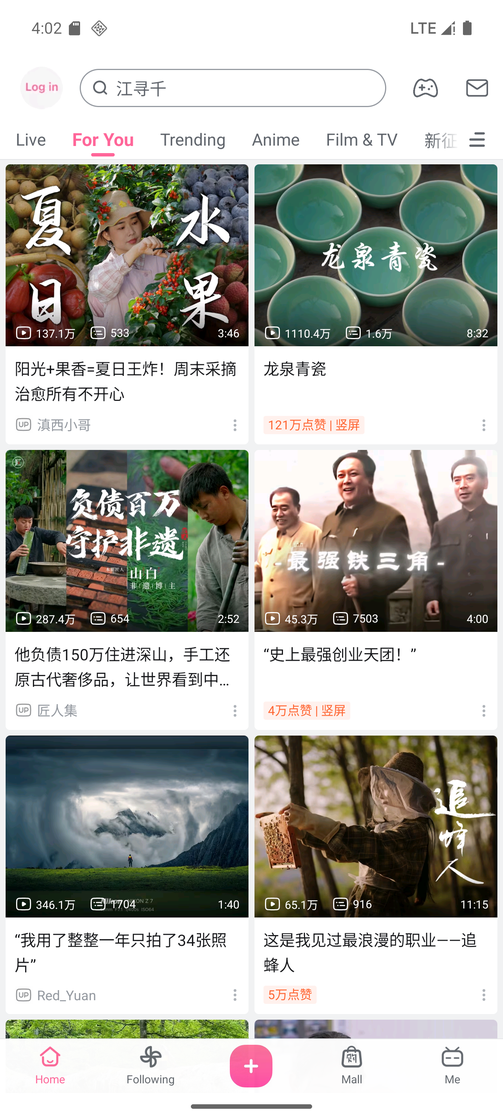 4:02
LTE
Log in
江寻千
Live
For You
Trending
Anime
Film & TV
新征
夏日
水果
137.1万
533
3:46
龙泉青瓷
1110.4万
1.6万
8:32
阳光+果香=夏日王炸！周末采摘
治愈所有不开心
UP 滇西小哥
龙泉青瓷
121万点赞 | 竖屏
负债百万
守护非遗
山白
非遗博主
287.4万
654
2:52
-最强铁三角-
45.3万
7503
4:00
他负债150万住进深山，手工还
原古代奢侈品，让世界看到中...
UP 匠人集
“史上最强创业天团！”
4万点赞 | 竖屏
346.1万
1704
1:40
追蜂人
65.1万
916
11:15
“我用了整整一年只拍了34张照
片”
UP Red_Yuan
这是我见过最浪漫的职业——追
蜂人
5万点赞
Home
Following
Mall
Me